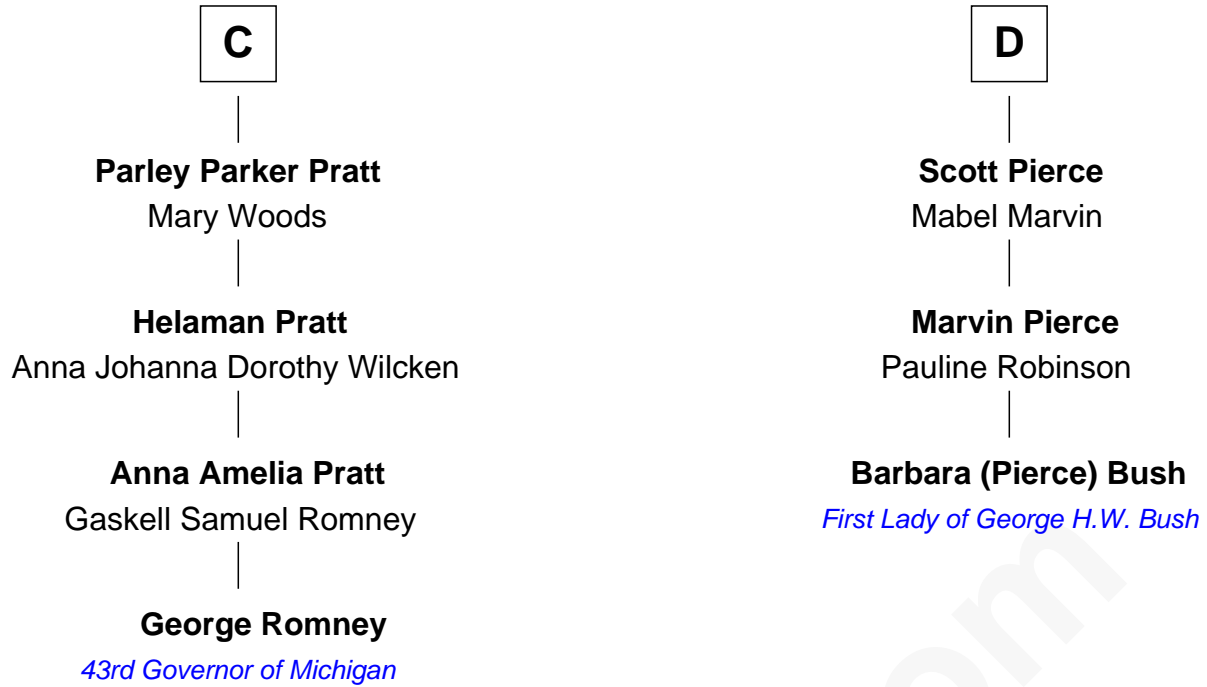 C
Parley Parker Pratt
Mary Woods
Helaman Pratt
Anna Johanna Dorothy Wilcken
Anna Amelia Pratt
Gaskell Samuel Romney
George Romney
43rd Governor of Michigan
D
Scott Pierce
Mabel Marvin
Marvin Pierce
Pauline Robinson
Barbara (Pierce) Bush
First Lady of George H.W. Bush
om